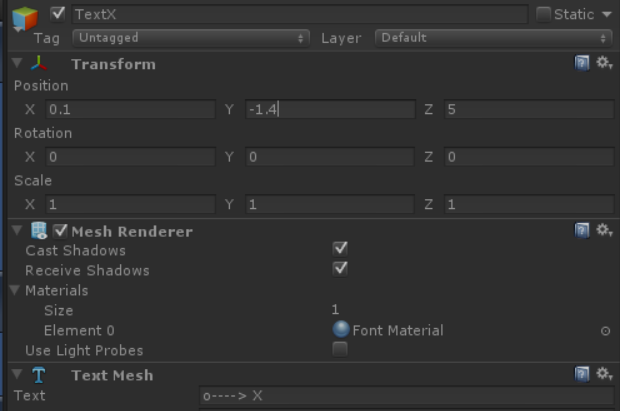 TextX Static
Tag Untagged Layer Default
Transform
Position
X 0.1 Y -1.4 Z 5
Rotation
X 0 Y 0 Z 0
Scale
X 1 Y 1 Z 1
Mesh Renderer
Cast Shadows
Receive Shadows
Materials
Size 1
Element 0 Font Material
Use Light Probes
Text Mesh
Text o----> X